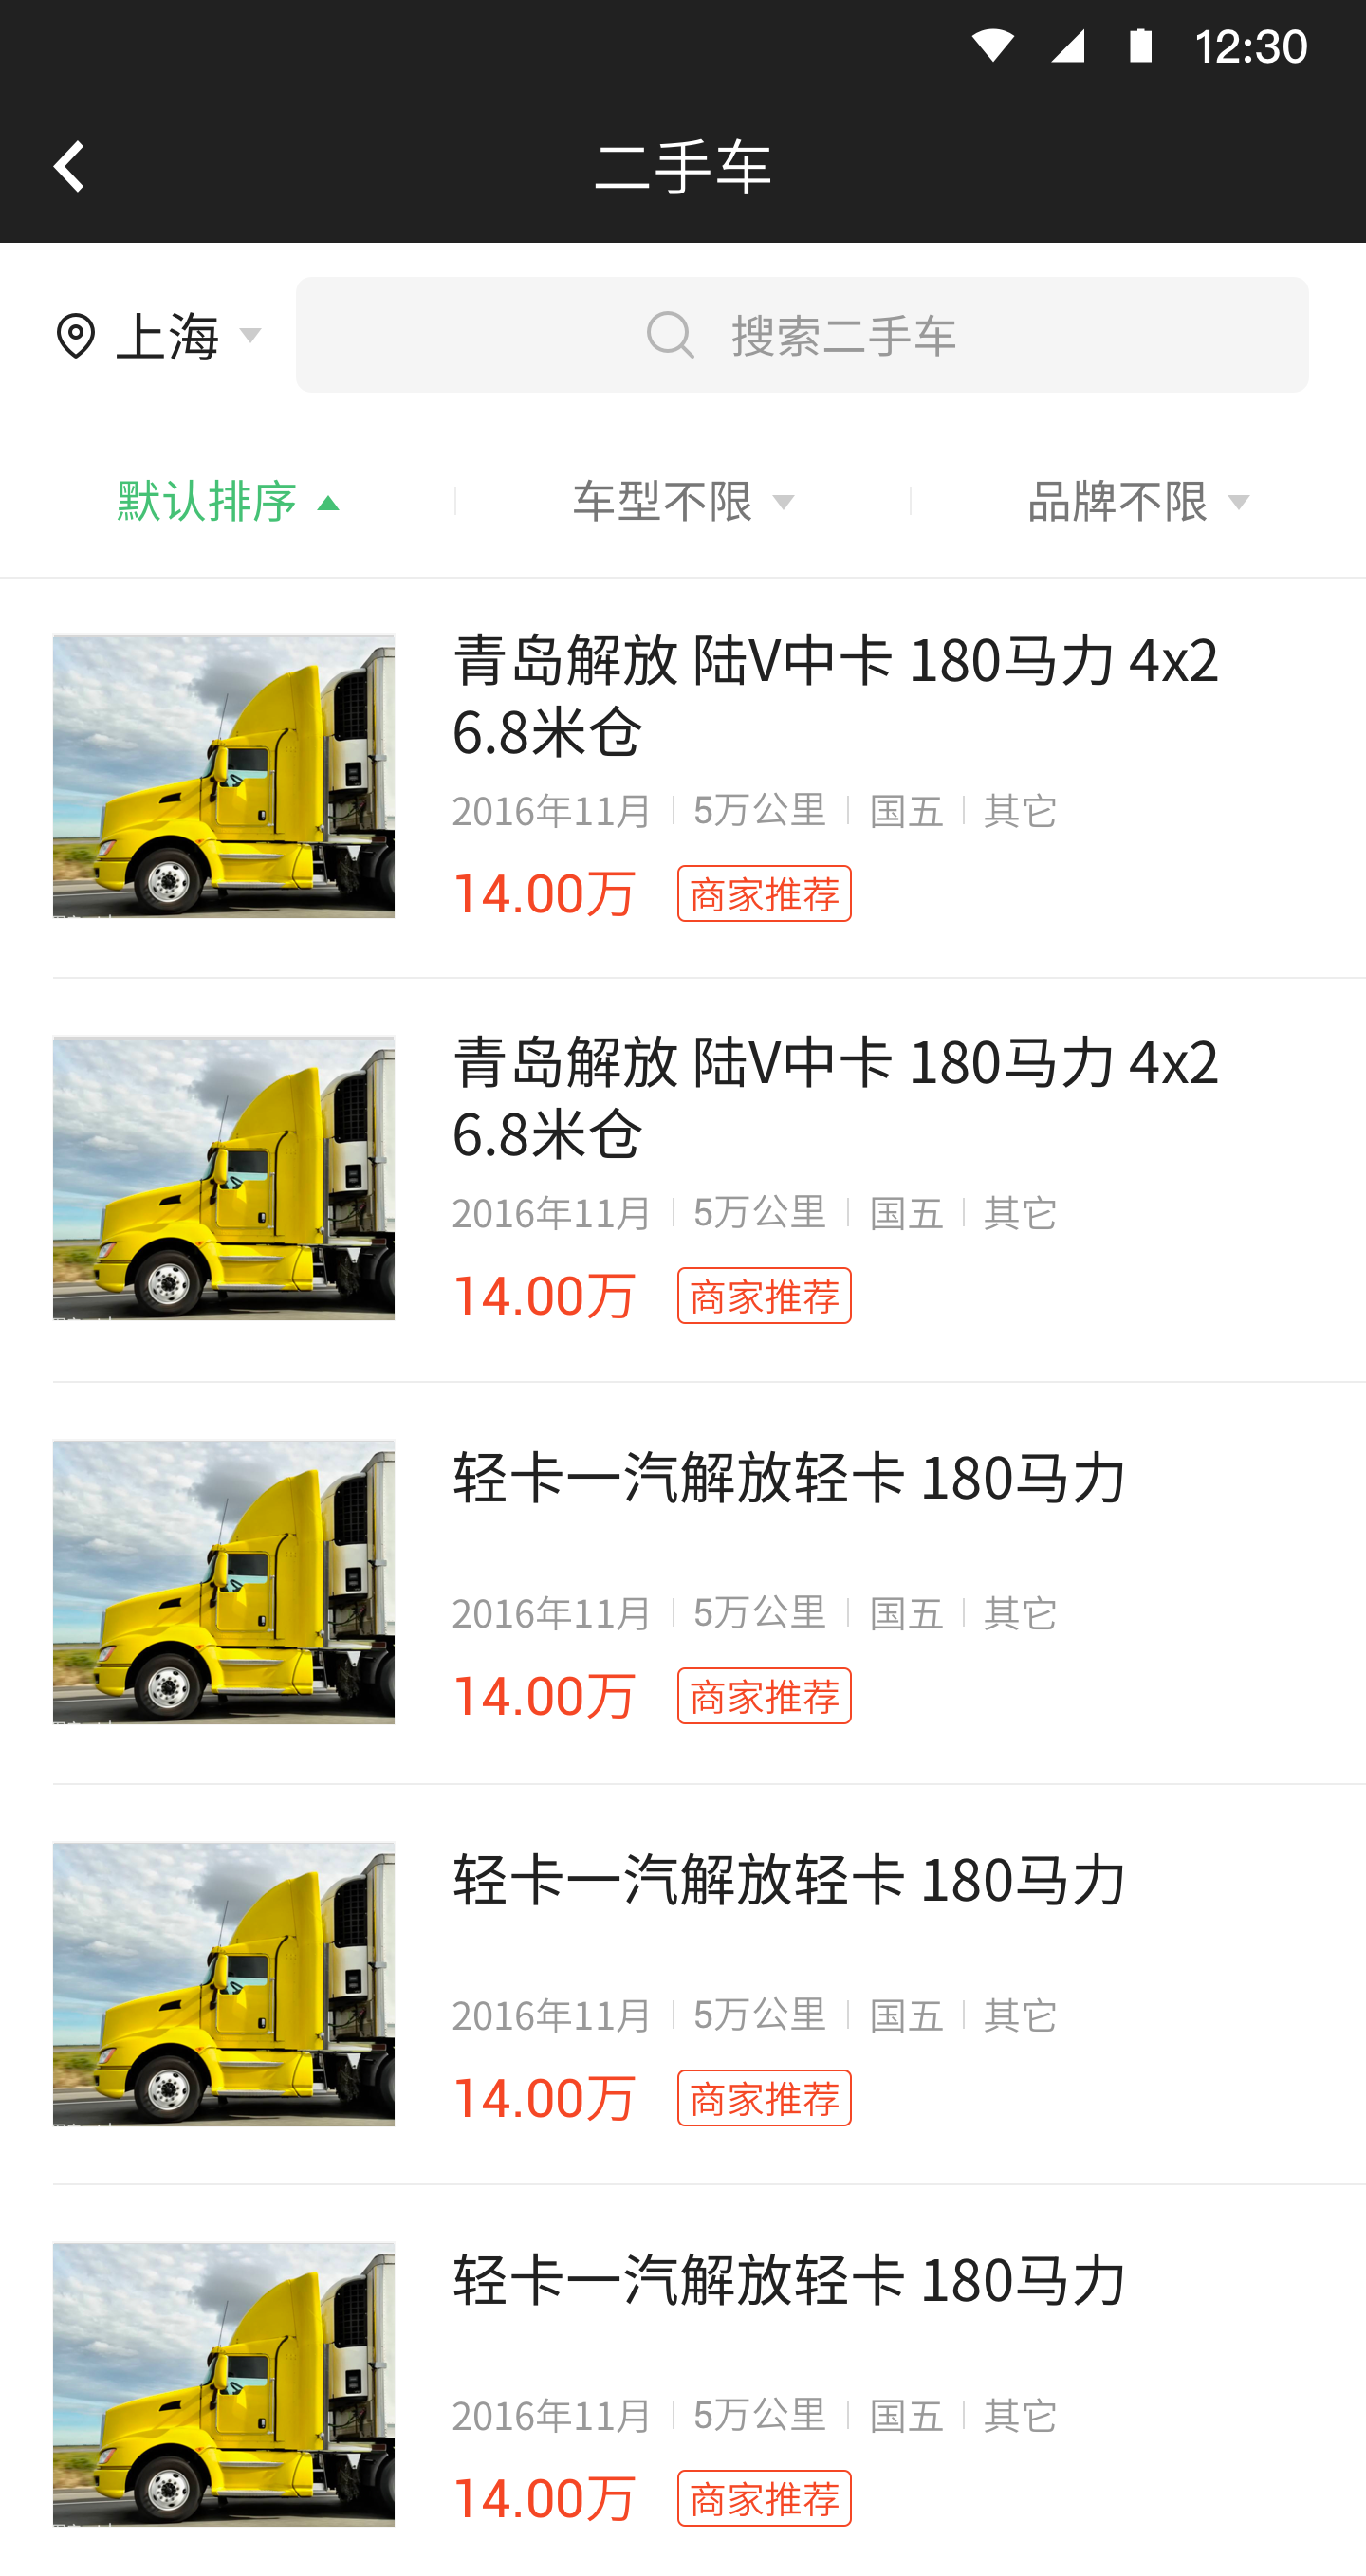 12:30
二手车
上海
搜索二手车
默认排序
车型不限
品牌不限
青岛解放 陆V中卡 180马力 4x2
6.8米仓
2016年11月 5万公里 国五 其它
14.00万 商家推荐
青岛解放 陆V中卡 180马力 4x2
6.8米仓
2016年11月 5万公里 国五 其它
14.00万 商家推荐
轻卡一汽解放轻卡 180马力
2016年11月 5万公里 国五 其它
14.00万 商家推荐
轻卡一汽解放轻卡 180马力
2016年11月 5万公里 国五 其它
14.00万 商家推荐
轻卡一汽解放轻卡 180马力
2016年11月 5万公里 国五 其它
14.00万 商家推荐